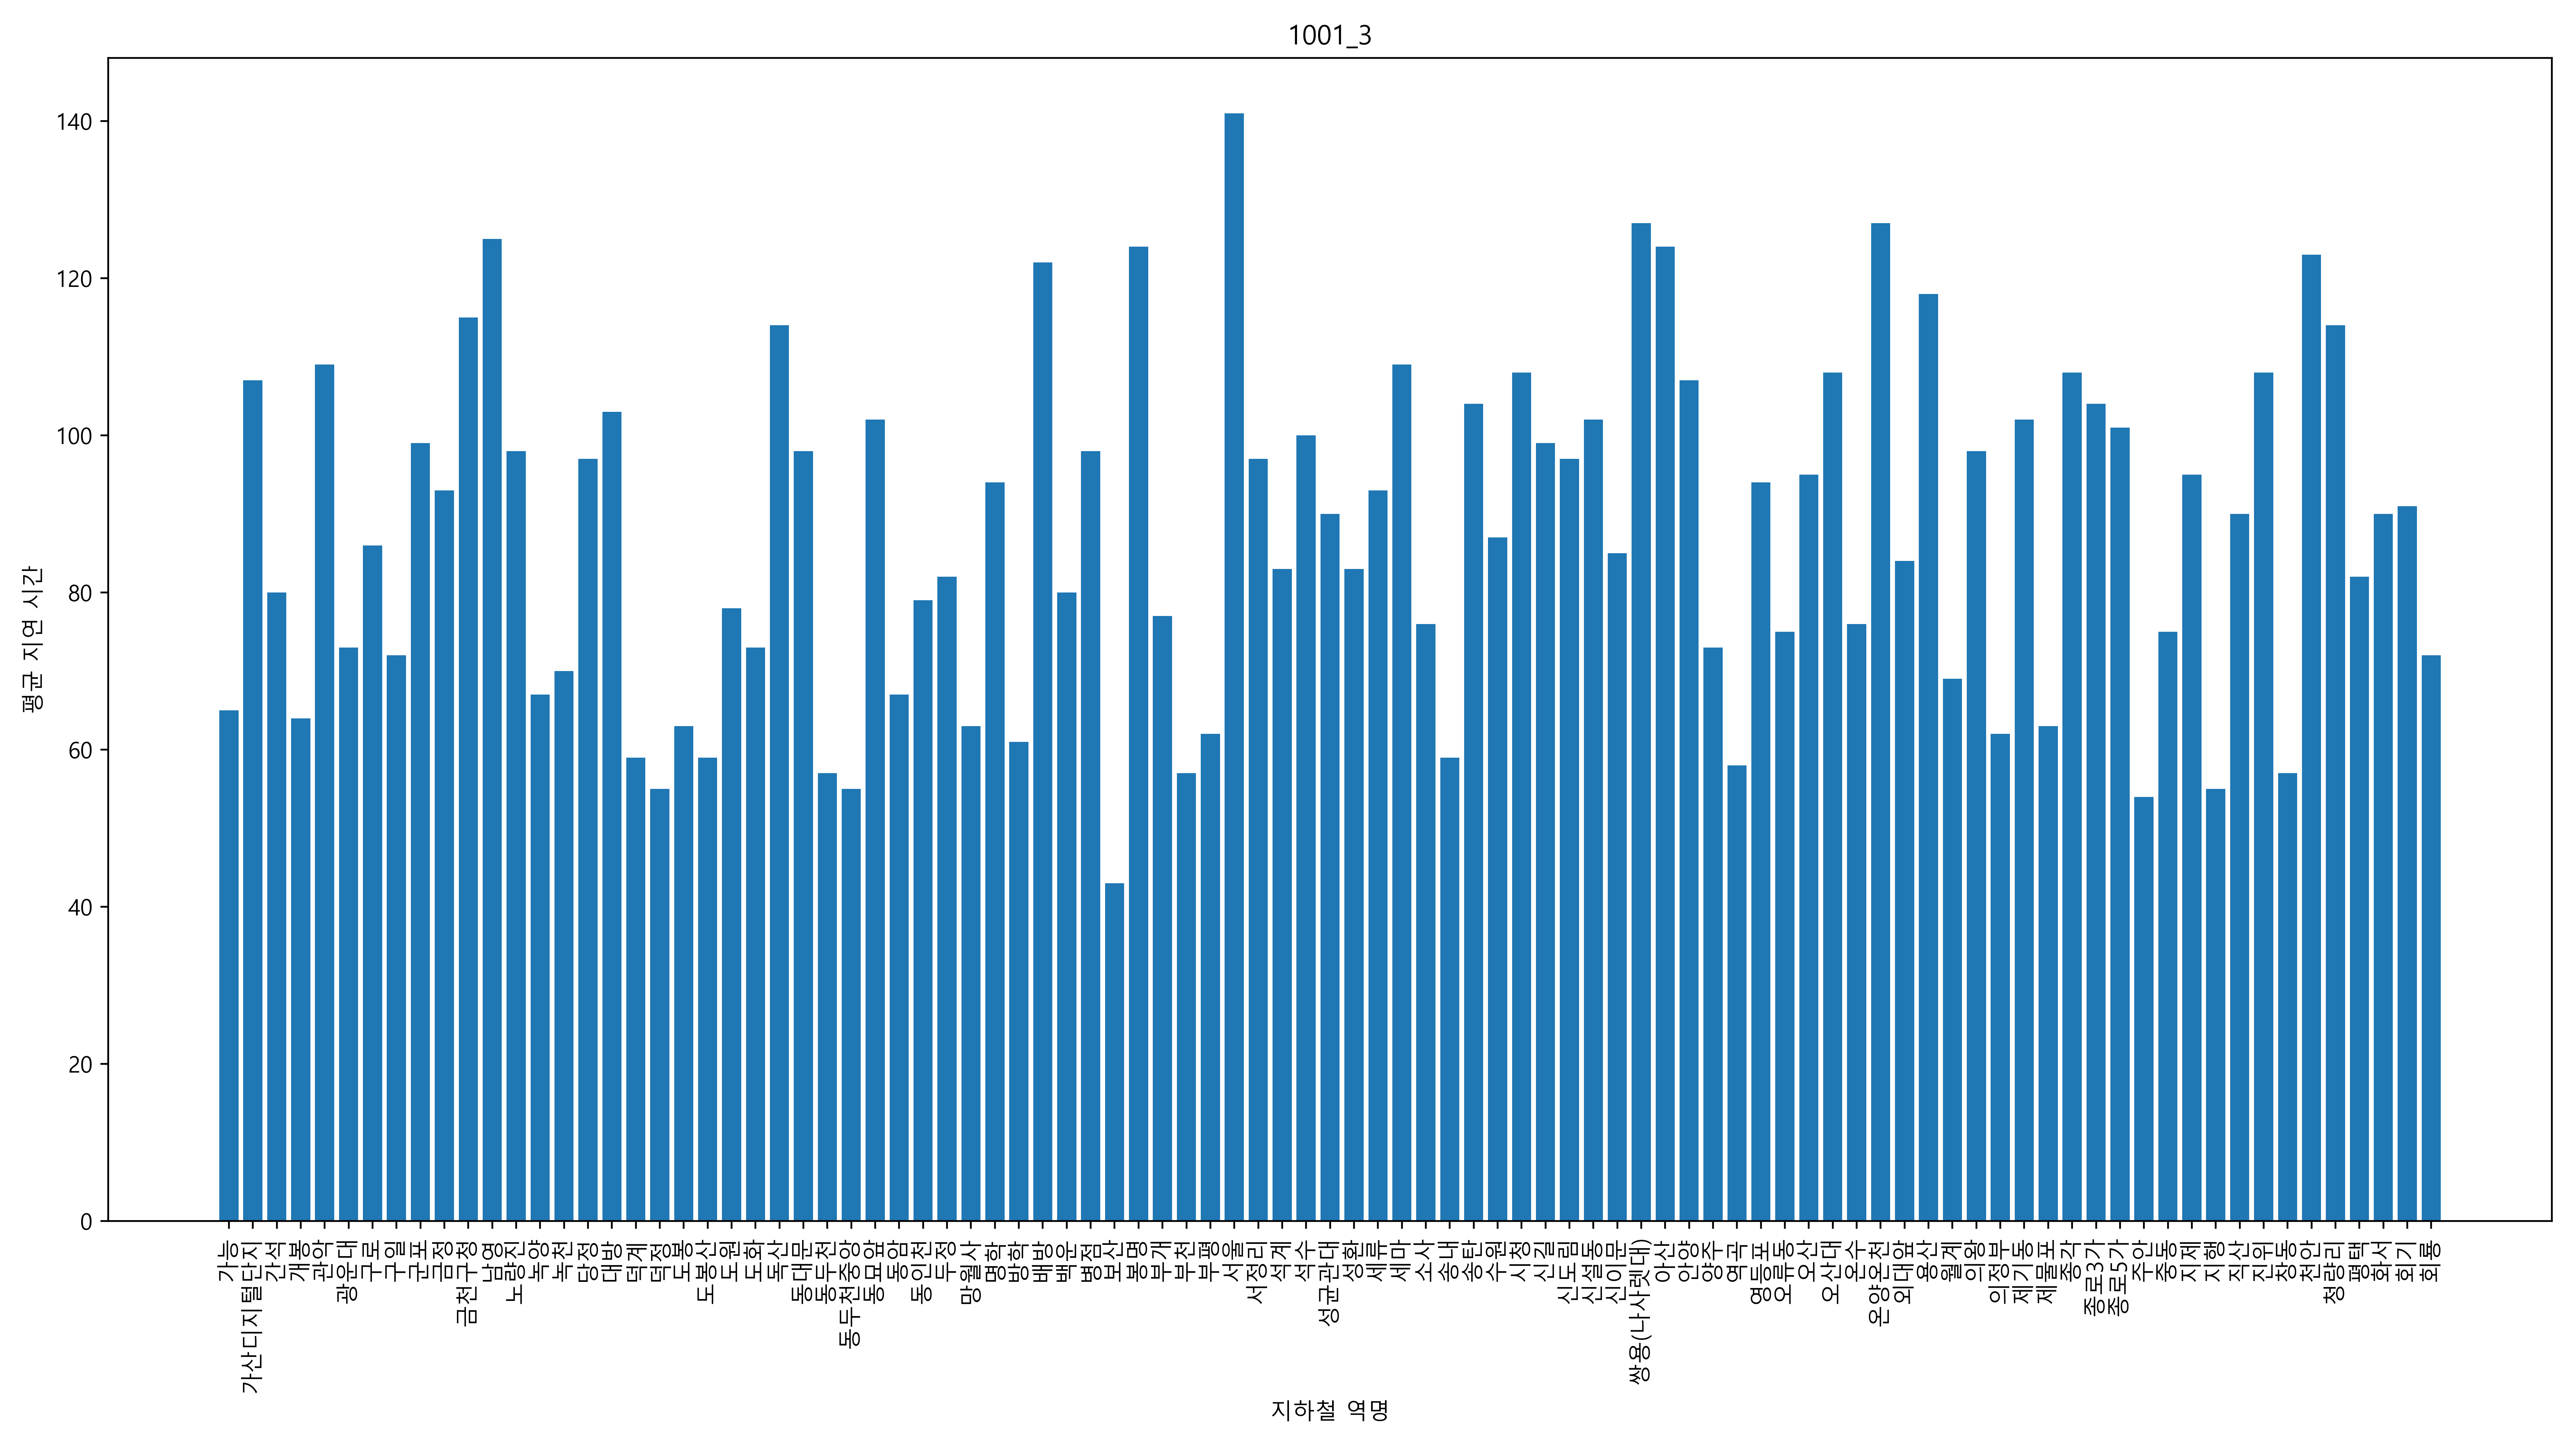 1001_3
140
120
100
80
60
40
20
0
평균 지연 시간
가능
가산디지털단지
간석
개봉
관악
광운대
구로
구일
군포
금정
금천구청
남영
노량진
녹양
녹천
당정
대방
덕계
덕정
도봉
도봉산
도원
도화
독산
동대문
동두천
동두천중앙
동묘앞
동암
동인천
두정
망월사
명학
방학
배방
백운
병점
보산
봉명
부개
부천
부평
서울
서정리
석계
석수
성균관대
성환
세류
세마
소사
송내
송탄
수원
시청
신길
신도림
신설동
신이문
쌍용(나사렛대)
아산
안양
양주
역곡
영등포
오류동
오산
오산대
온수
온양온천
외대앞
용산
월계
의왕
의정부
제기동
제물포
종각
종로3가
종로5가
주안
중동
지제
지행
직산
진위
창동
천안
청량리
평택
화서
회기
회룡
지하철 역명